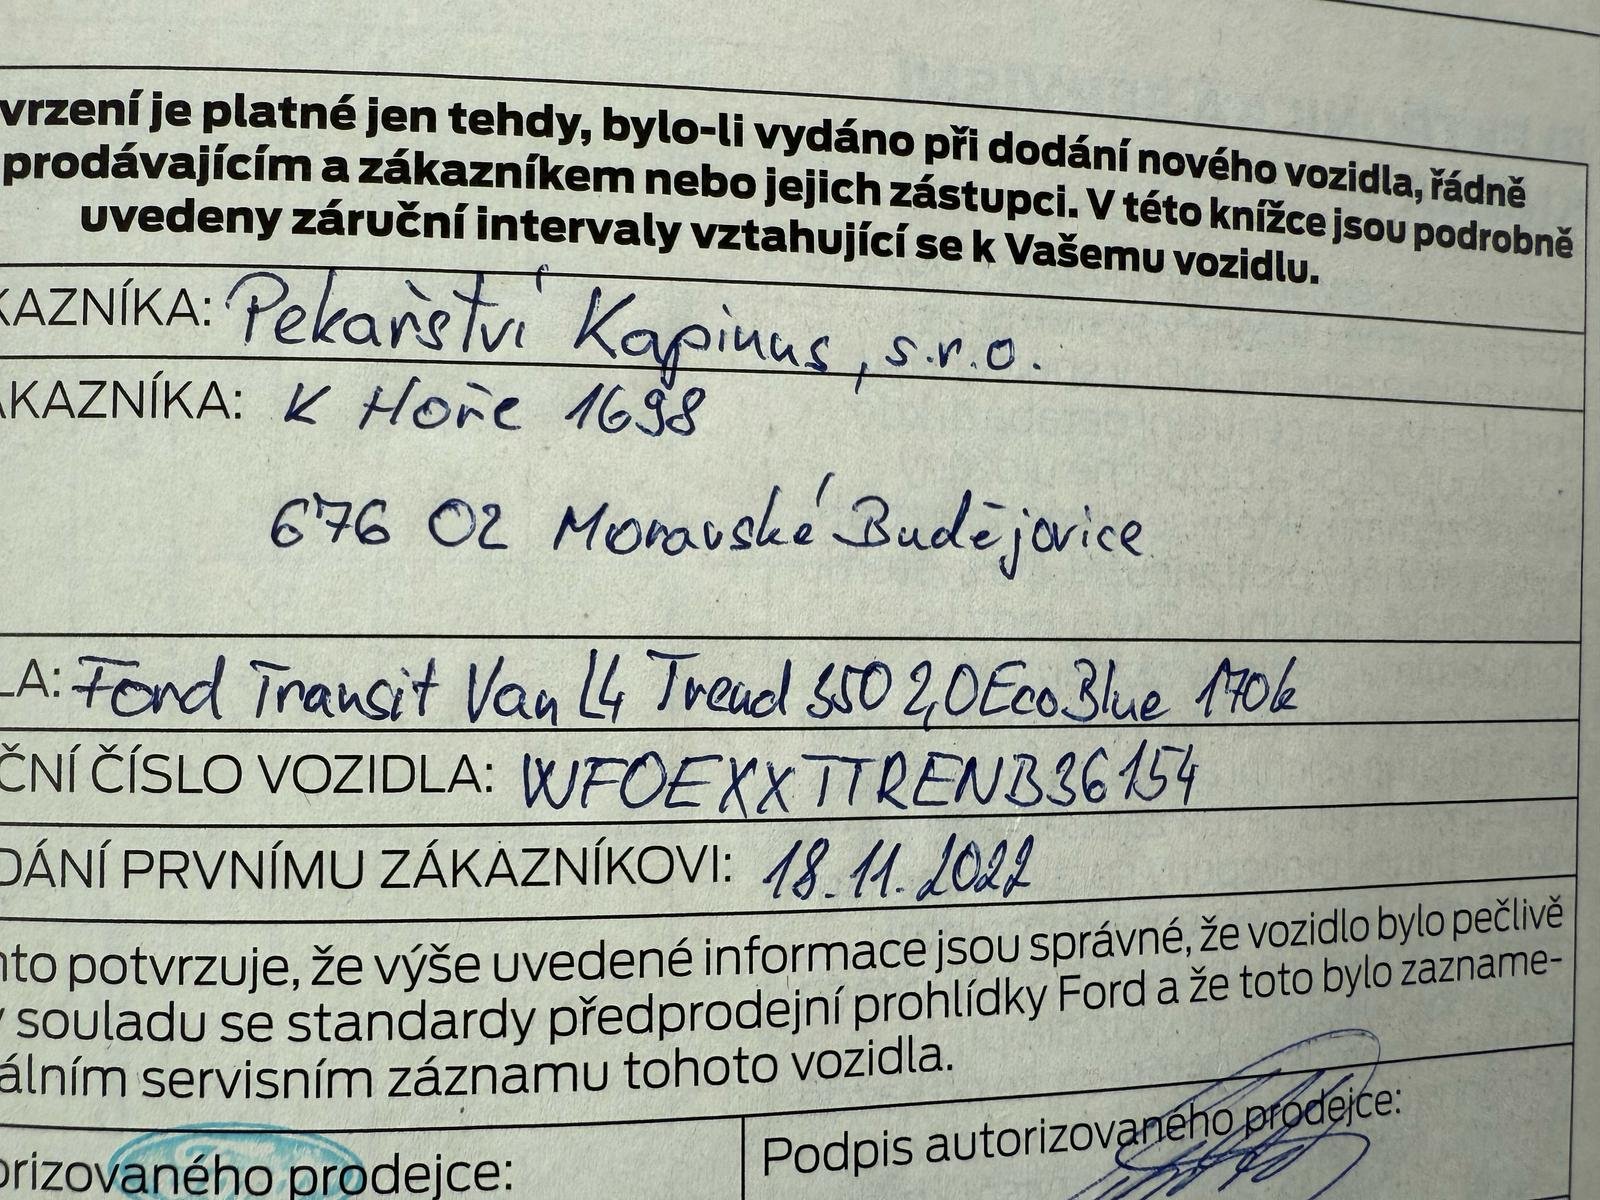 vrzení je platné jen tehdy, bylo-li vydáno při dodání nového vozidla, řádně
prodávajícím a zákazníkem nebo jejich zástupci. V této knížce jsou podrobně
uvedeny záruční intervaly vztahující se k Vašemu vozidlu.
KAZNÍKA: Pekařství Kapinus, s.r.o.
ÁKAZNÍKA: K Hoře 1698
676 02 Moravské Budějovice
LA: Ford Transit Van L4 Trend 350 2,0EcoBlue 170k
ČNÍ ČÍSLO VOZIDLA: WFOEXXTTRENB36154
DÁNÍ PRVNÍMU ZÁKAZNÍKOVI: 18.11.2022
nto potvrzuje, že výše uvedené informace jsou správné, že vozidlo bylo pečlivě
souladu se standardy předprodejní prohlídky Ford a že toto bylo zazname-
álním servisním záznamu tohoto vozidla.
orizovaného prodejce:
Podpis autorizovaného prodejce: